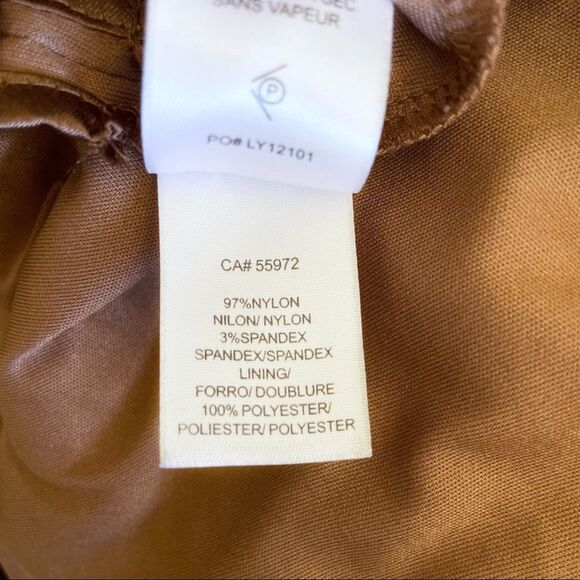 SEC
SANS VAPEUR
P
PO# LY12101
CA# 55972
97%NYLON
NILON/ NYLON
3%SPANDEX
SPANDEX/SPANDEX
LINING/
FORRO/ DOUBLURE
100% POLYESTER/
POLIESTER/ POLYESTER